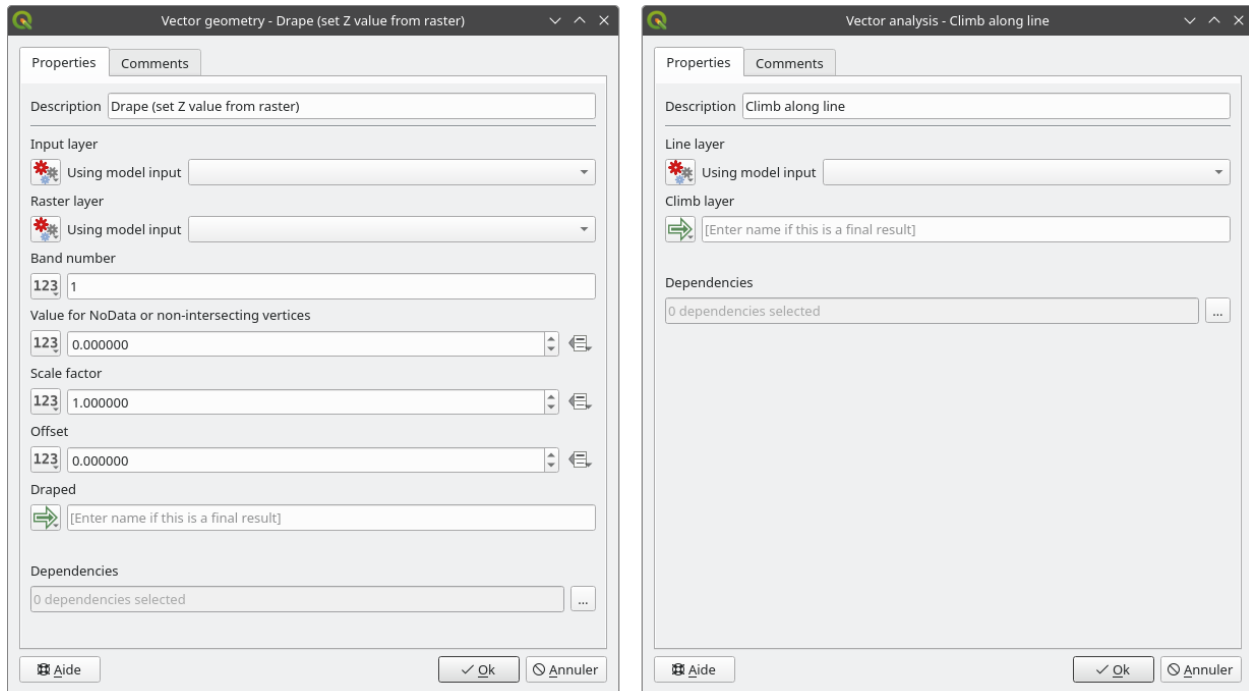 Vector geometry - Drape (set Z value from raster)
Properties
Comments
Description
Drape (set Z value from raster)
Input layer
Using model input
Raster layer
Using model input
Band number
123
1
Value for NoData or non-intersecting vertices
123
0.000000
Scale factor
123
1.000000
Offset
123
0.000000
Draped
[Enter name if this is a final result]
Dependencies
0 dependencies selected
...
Aide
Ok
Annuler
Vector analysis - Climb along line
Properties
Comments
Description
Climb along line
Line layer
Using model input
Climb layer
[Enter name if this is a final result]
Dependencies
0 dependencies selected
...
Aide
Ok
Annuler